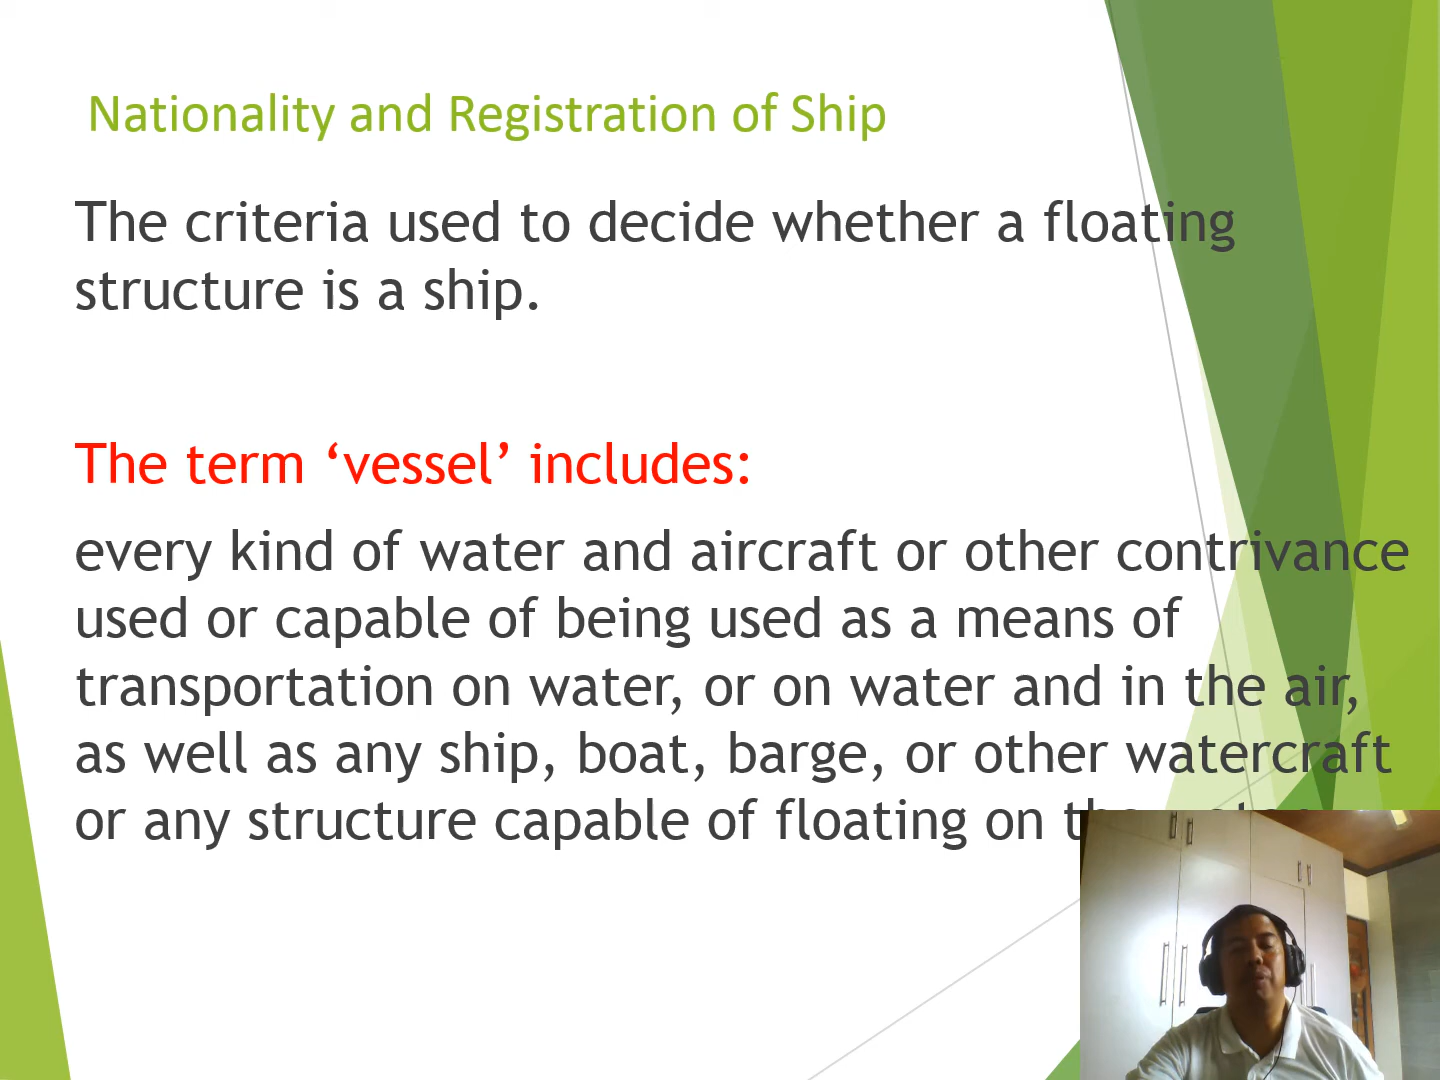 Nationality and Registration of Ship
The criteria used to decide whether a floating
structure is a ship.
The term ‘vessel’ includes:
every kind of water and aircraft or other contrivance
used or capable of being used as a means of
transportation on water, or on water and in the air,
as well as any ship, boat, barge, or other watercraft
or any structure capable of floating on the water